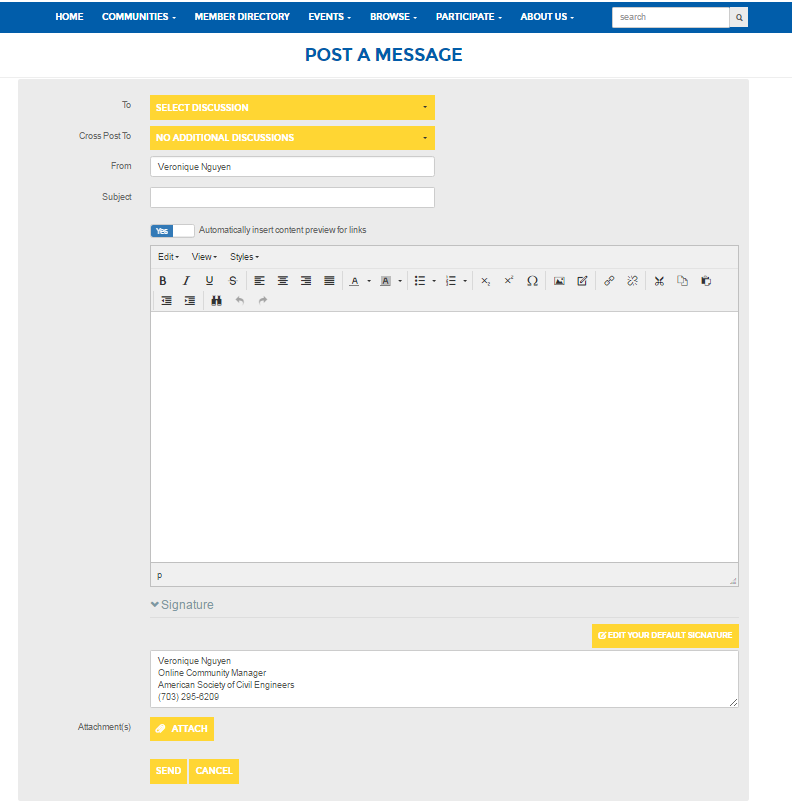 HOME COMMUNITIES MEMBER DIRECTORY EVENTS BROWSE PARTICIPATE ABOUT US search
POST A MESSAGE
To SELECT DISCUSSION
Cross Post To NO ADDITIONAL DISCUSSIONS
From Veronique Nguyen
Subject
Yes Automatically insert content preview for links
Edit View Styles
B I U S A A x₂ x² Ω
p
Signature
EDIT YOUR DEFAULT SIGNATURE
Veronique Nguyen
Online Community Manager
American Society of Civil Engineers
(703) 295-6209
Attachment(s) ATTACH
SEND CANCEL